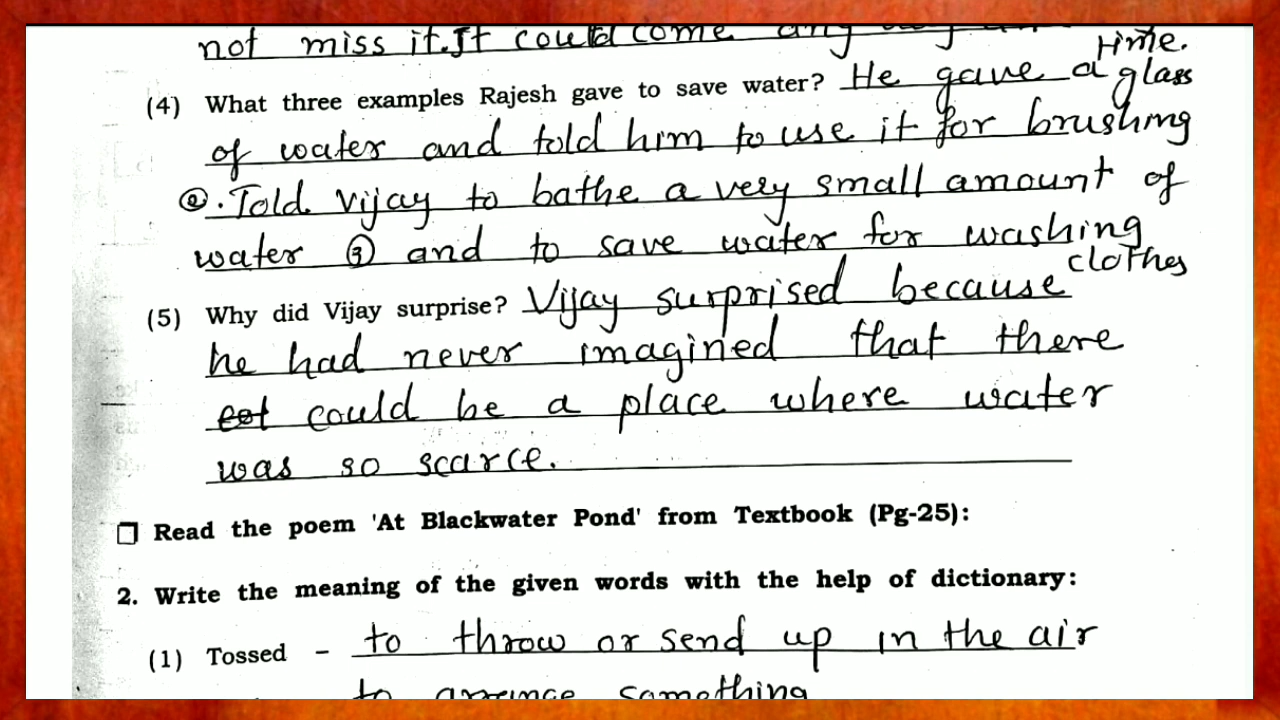 not miss it. It could come any
time.
(4) What three examples Rajesh gave to save water? He gave a glass
of water and told him to use it for brushing
②. Told vijay to bathe a very small amount of
water ③ and to save water for washing
clothes
(5) Why did Vijay surprise? Vijay surprised because
he had never imagined that there
could be a place where water
was so scarce.
Read the poem 'At Blackwater Pond' from Textbook (Pg-25):
2. Write the meaning of the given words with the help of dictionary:
(1) Tossed – to throw or send up in the air
to something